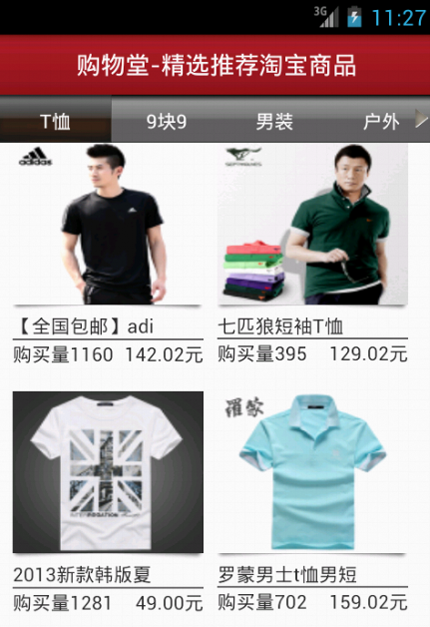 3G 11:27
购物堂-精选推荐淘宝商品
T恤 9块9 男装 户外
adidas SEPTWOLVES
【全国包邮】adi 七匹狼短袖T恤
购买量1160 142.02元 购买量395 129.02元
羅蒙
2013新款韩版夏 罗蒙男士t恤男短
购买量1281 49.00元 购买量702 159.02元